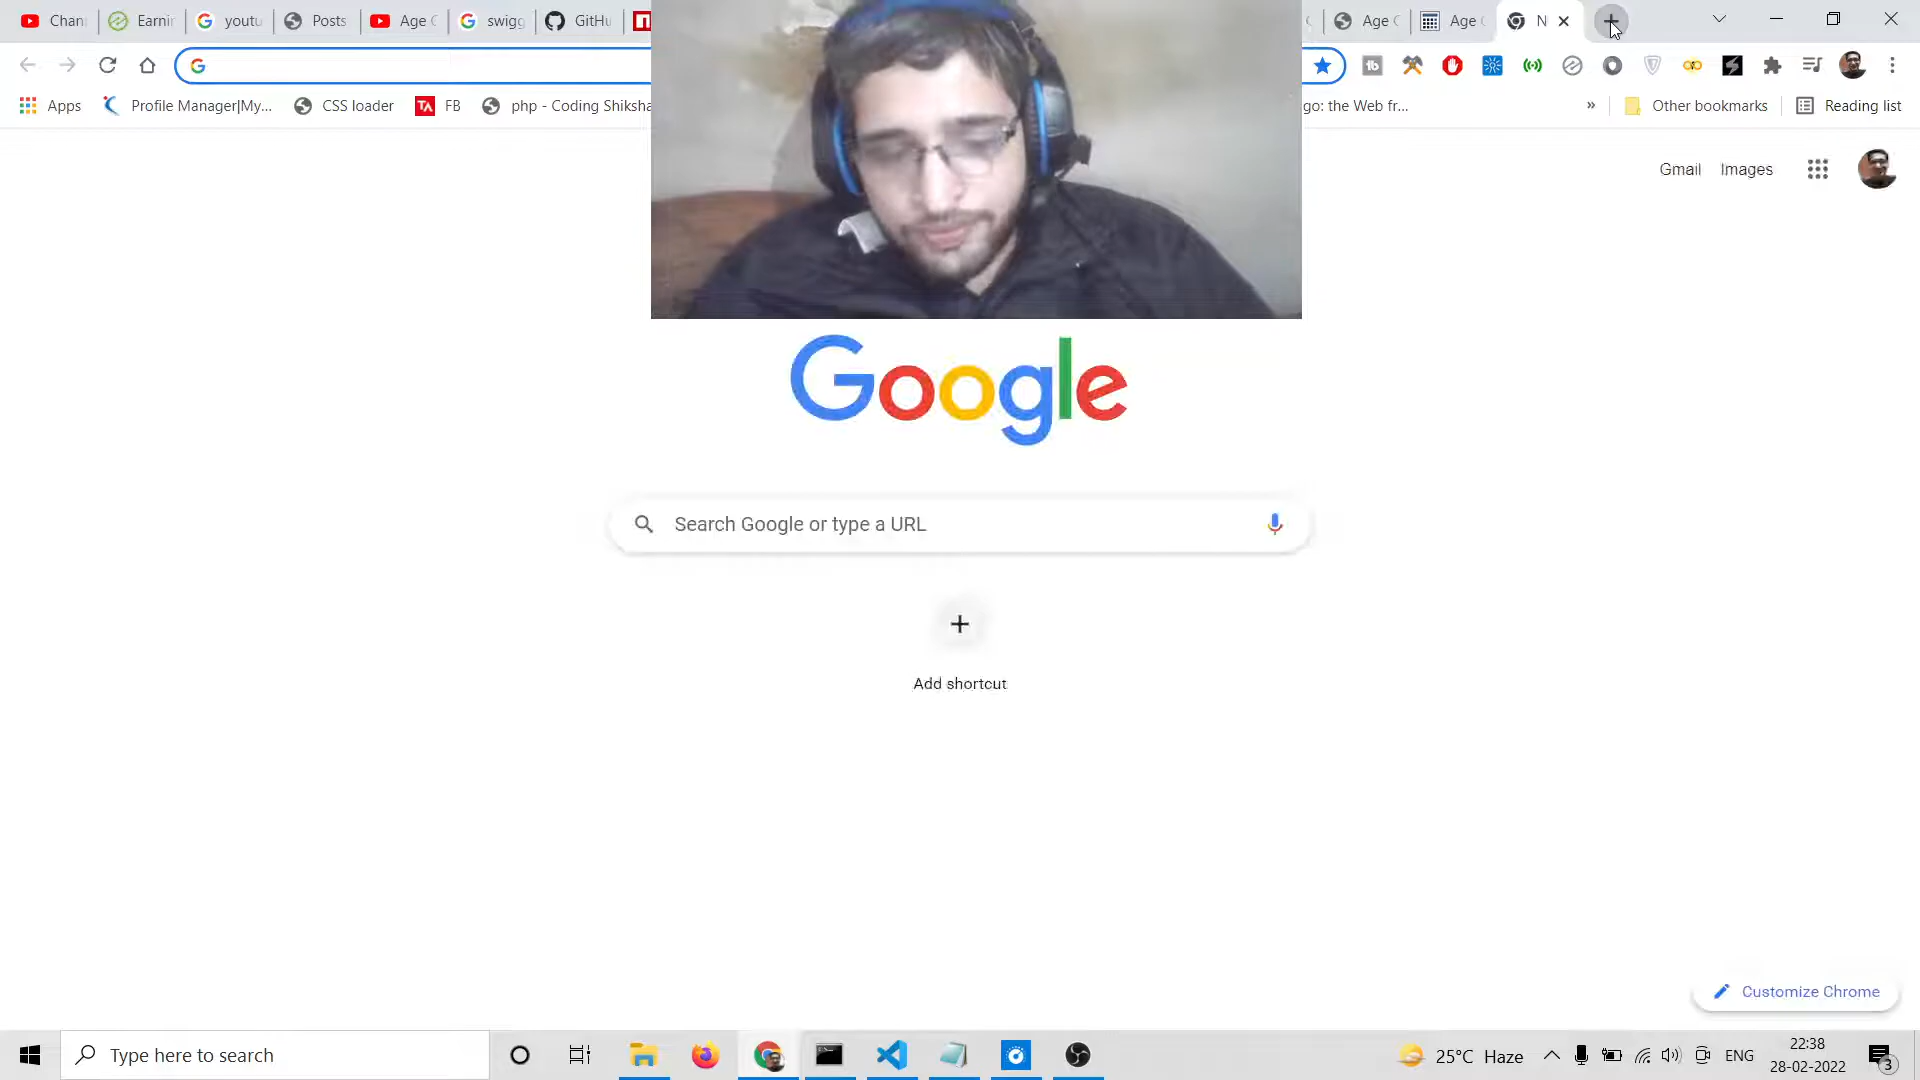 Chan
Earnin
youtu
Posts
Age C
swigg
GitHu
Age C
Age C
N
Apps
Profile Manager|My...
CSS loader
FB
php - Coding Shiksha
go: the Web fr...
»
Other bookmarks
Reading list
Gmail
Images
Google
Search Google or type a URL
Add shortcut
Customize Chrome
Type here to search
25°C Haze
ENG
22:38
28-02-2022
3